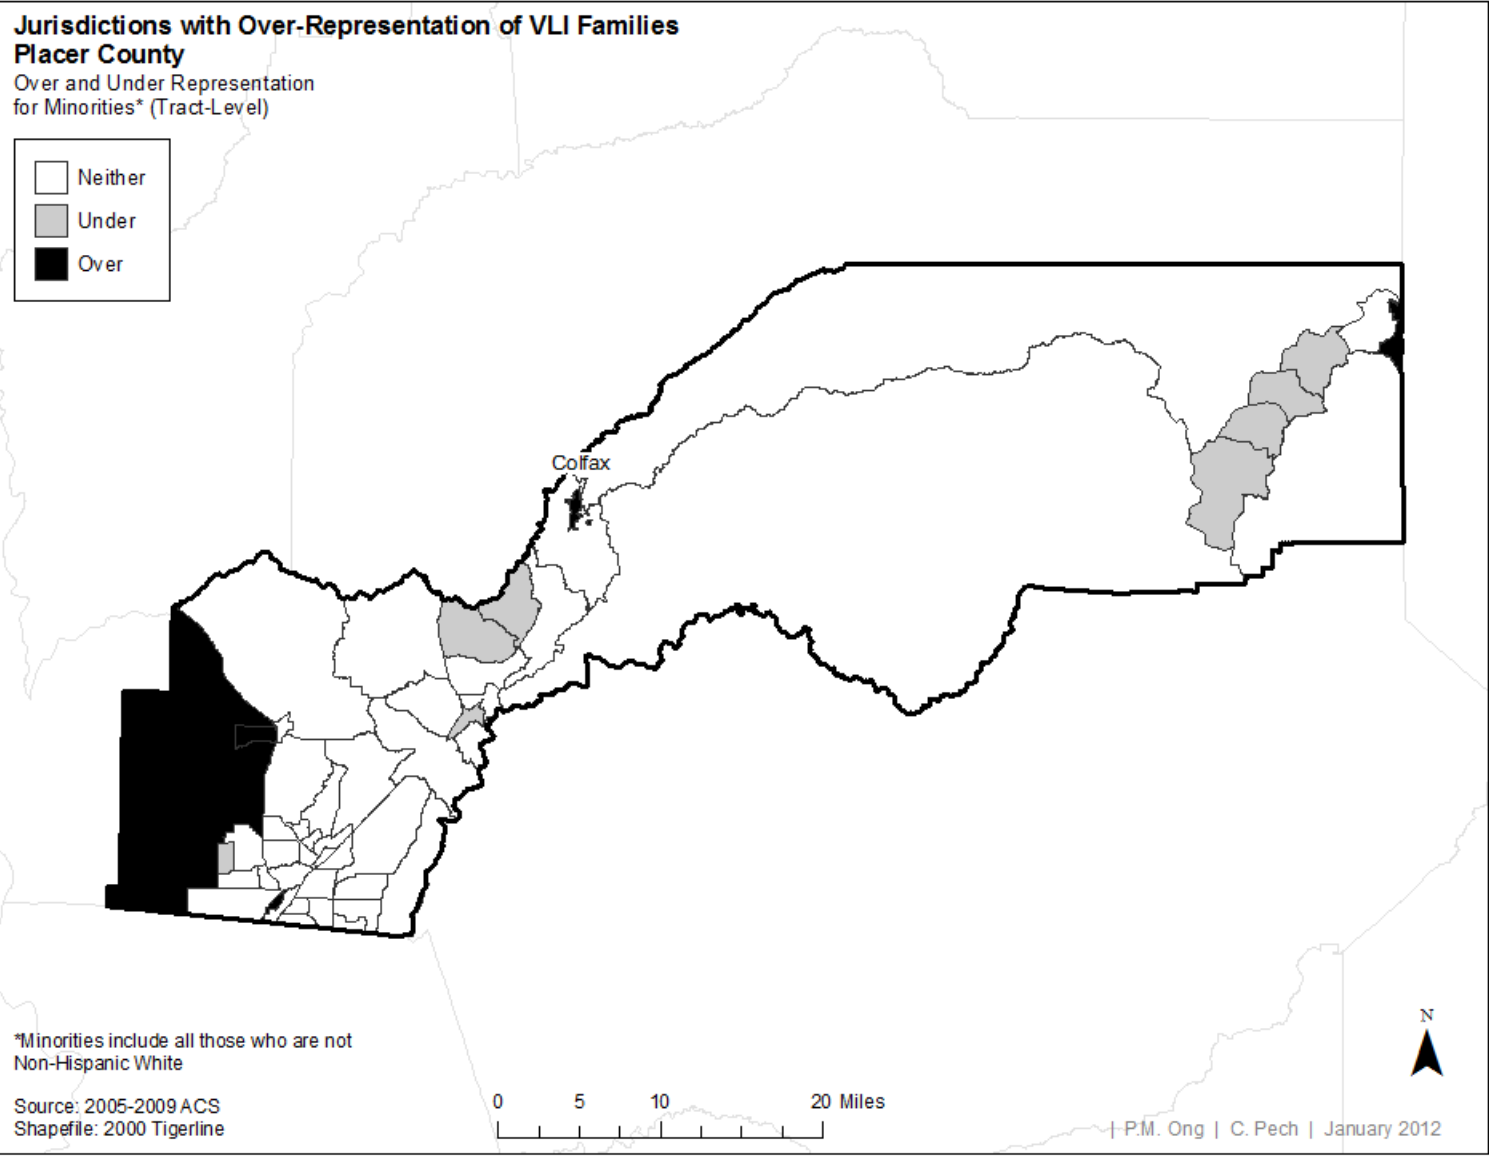 Jurisdictions with Over-Representation of VLI Families
Placer County
Over and Under Representation
for Minorities* (Tract-Level)
Neither
Under
Over
Colfax
*Minorities include all those who are not
Non-Hispanic White
Source: 2005-2009 ACS
Shapefile: 2000 Tigerline
0 5 10 20 Miles
N
| P.M. Ong | C. Pech | January 2012